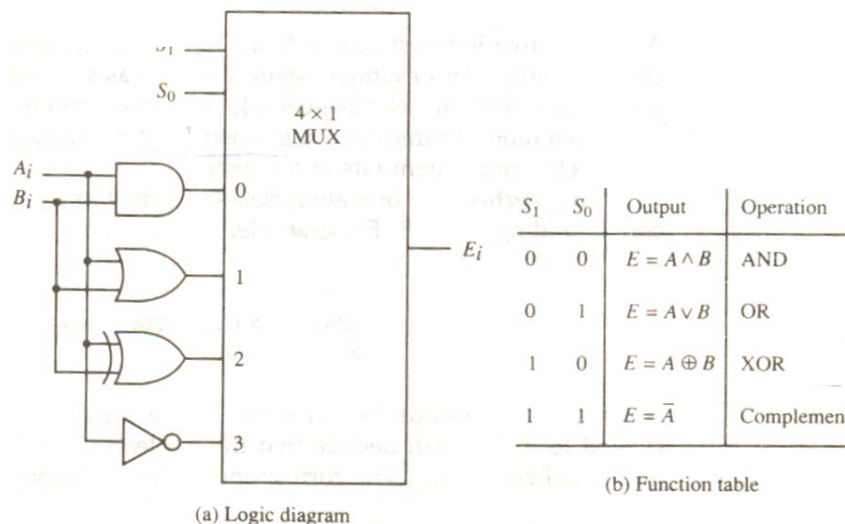 S₁
S₀
4 × 1
MUX
Aᵢ
Bᵢ
0
1
2
3
Eᵢ
(a) Logic diagram
S₁ S₀ Output Operation
0 0 E = A ∧ B AND
0 1 E = A ∨ B OR
1 0 E = A ⊕ B XOR
1 1 E = A̅ Complemen
(b) Function table